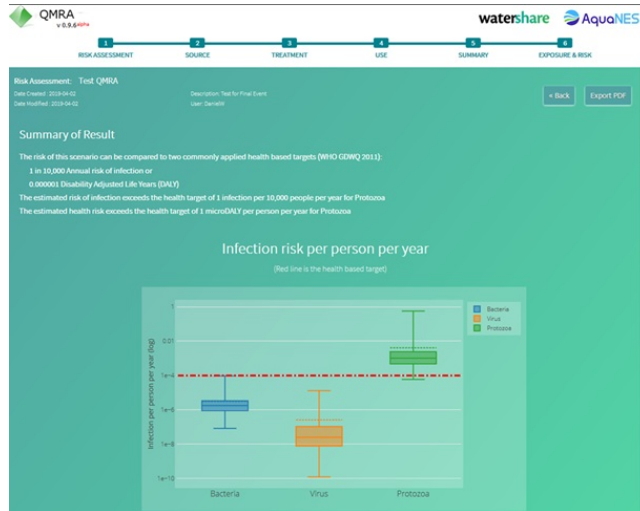 QMRA
v 0.9.6 alpha
watershare AquaNES
1 2 3 4 5 6
RISK ASSESSMENT SOURCE TREATMENT USE SUMMARY EXPOSURE & RISK
Risk Assessment: Test QMRA
Date Created : 2019-04-02 Description: Test for Final Event
Date Modified : 2019-04-02 User: DanielW
« Back Export PDF
Summary of Result
The risk of this scenario can be compared to two commonly applied health based targets (WHO GDWQ 2011):
1 in 10,000 Annual risk of infection or
0.000001 Disability Adjusted Life Years (DALY)
The estimated risk of infection exceeds the health target of 1 infection per 10,000 people per year for Protozoa
The estimated health risk exceeds the health target of 1 microDALY per person per year for Protozoa
Infection risk per person per year
(Red line is the health based target)
Infection per person per year (log)
1
0.01
1e-4
1e-6
1e-8
1e-10
Bacteria Virus Protozoa
Bacteria
Virus
Protozoa